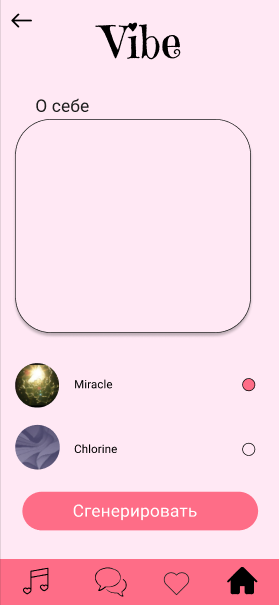 Vibe
О себе
Miracle
Chlorine
Сгенерировать